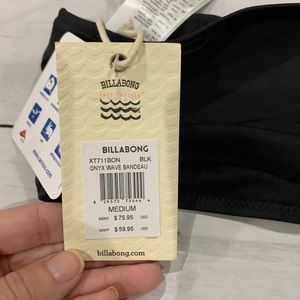 BILLABONG
BILLABONG
XT711BON BLK
ONYX WAVE BANDEAU
MEDIUM
MSRP $75.95 CAD
MSRP $59.95 USD
billabong.com